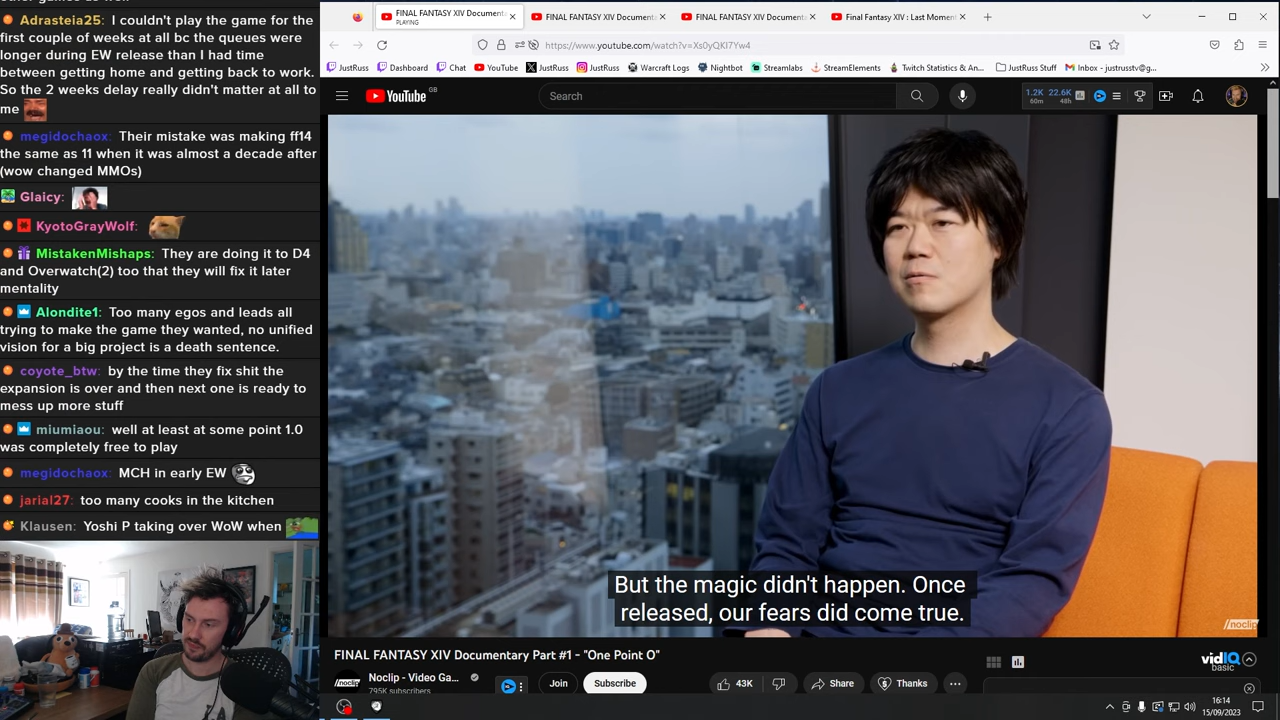 other games as well
Adrasteia25: I couldn't play the game for the
first couple of weeks at all bc the queues were
longer during EW release than I had time
between getting home and getting back to work.
So the 2 weeks delay really didn't matter at all to
me
megidochaox: Their mistake was making ff14
the same as 11 when it was almost a decade after
(wow changed MMOs)
Glaicy:
KyotoGrayWolf:
MistakenMishaps: They are doing it to D4
and Overwatch(2) too that they will fix it later
mentality
Alondite1: Too many egos and leads all
trying to make the game they wanted, no unified
vision for a big project is a death sentence.
coyote_btw: by the time they fix shit the
expansion is over and then next one is ready to
mess up more stuff
miumiaou: well at least at some point 1.0
was completely free to play
megidochaox: MCH in early EW
jarial27: too many cooks in the kitchen
Klausen: Yoshi P taking over WoW when
FINAL FANTASY XIV Documenta
PLAYING
FINAL FANTASY XIV Documenta
FINAL FANTASY XIV Documenta
Final Fantasy XIV : Last Momen
https://www.youtube.com/watch?v=Xs0yQKI7Yw4
JustRuss Dashboard Chat YouTube JustRuss JustRuss Warcraft Logs Nightbot Streamlabs StreamElements Twitch Statistics & An... JustRuss Stuff Inbox - justrusstv@g...
YouTube GB
Search
1.2K 22.6K
60m 48h
But the magic didn't happen. Once
released, our fears did come true.
/noclip
FINAL FANTASY XIV Documentary Part #1 - "One Point O"
vidIQ
basic
/noclip
Noclip - Video Ga...
795K subscribers
Join
Subscribe
43K
Share
Thanks
16:14
15/09/2023